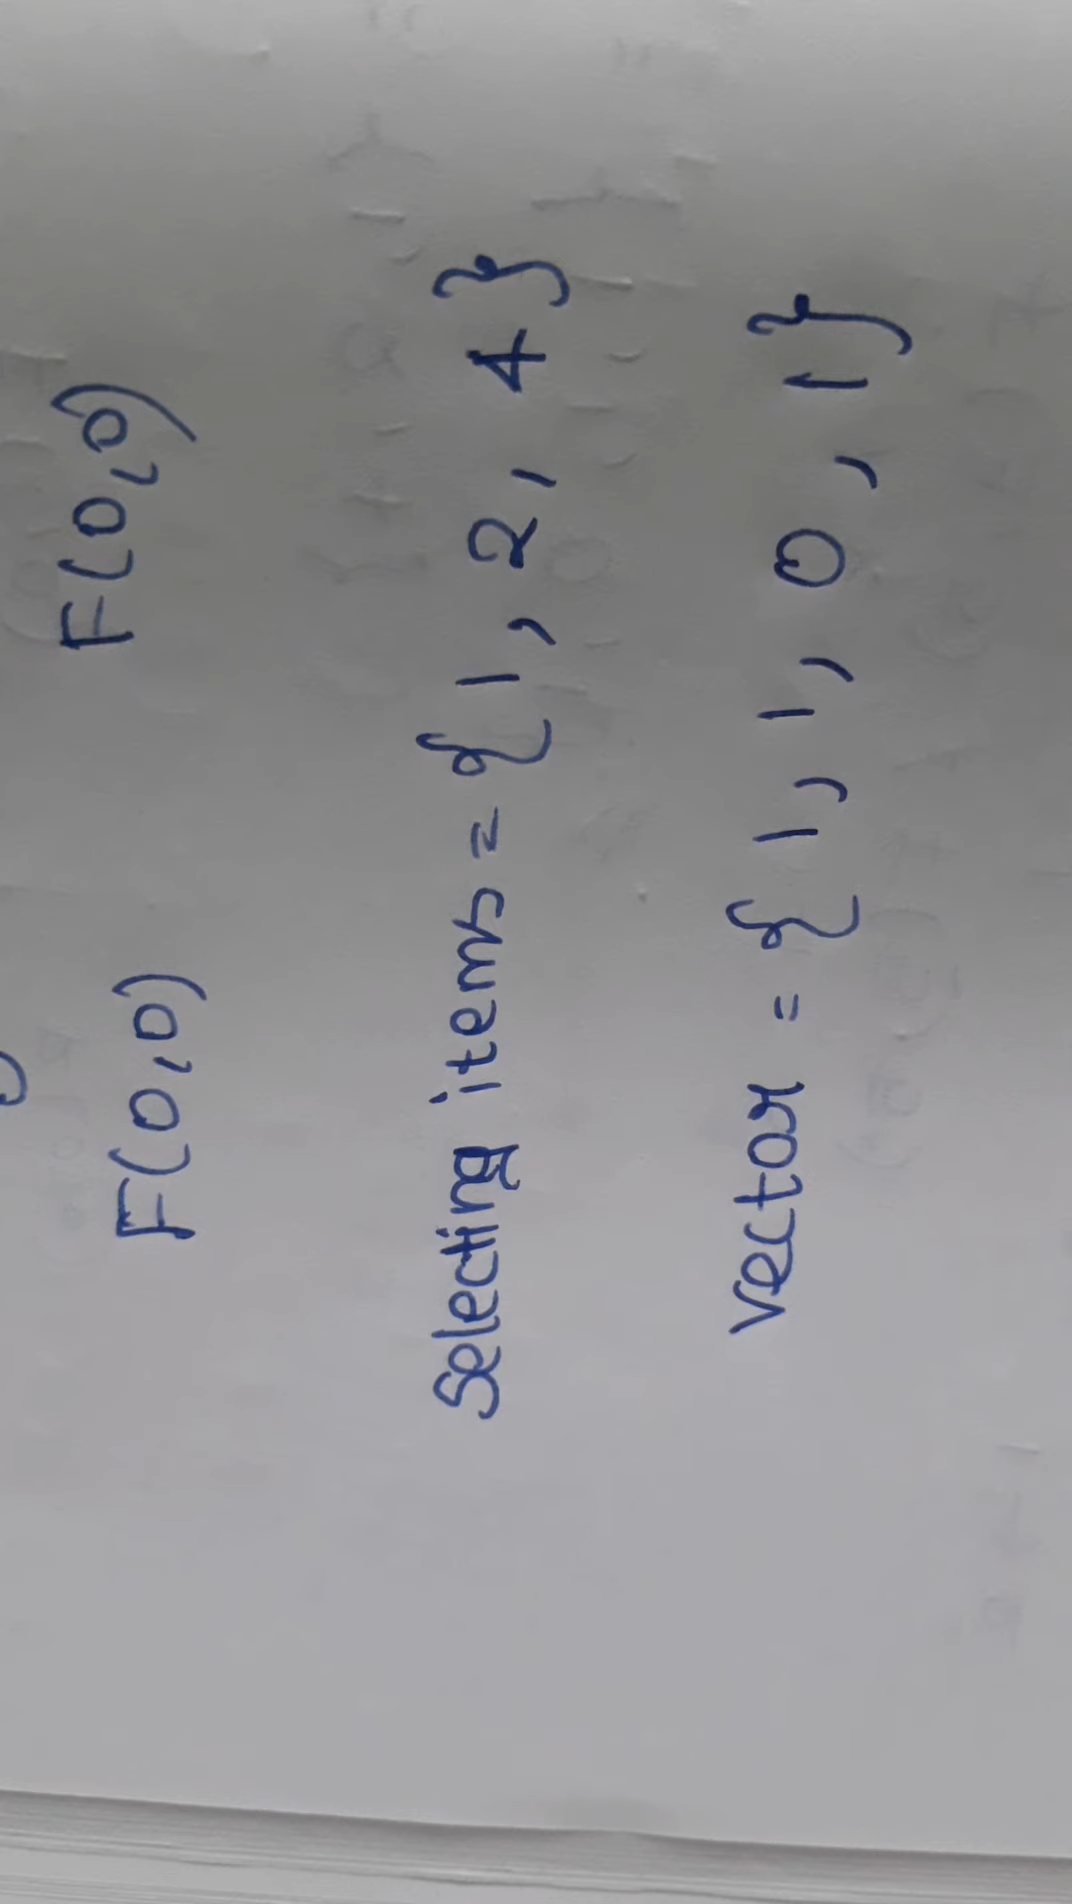 F(0,0) F(0,0)
Selecting items = {1, 2, 4}
vector = {1, 1, 0, 1}